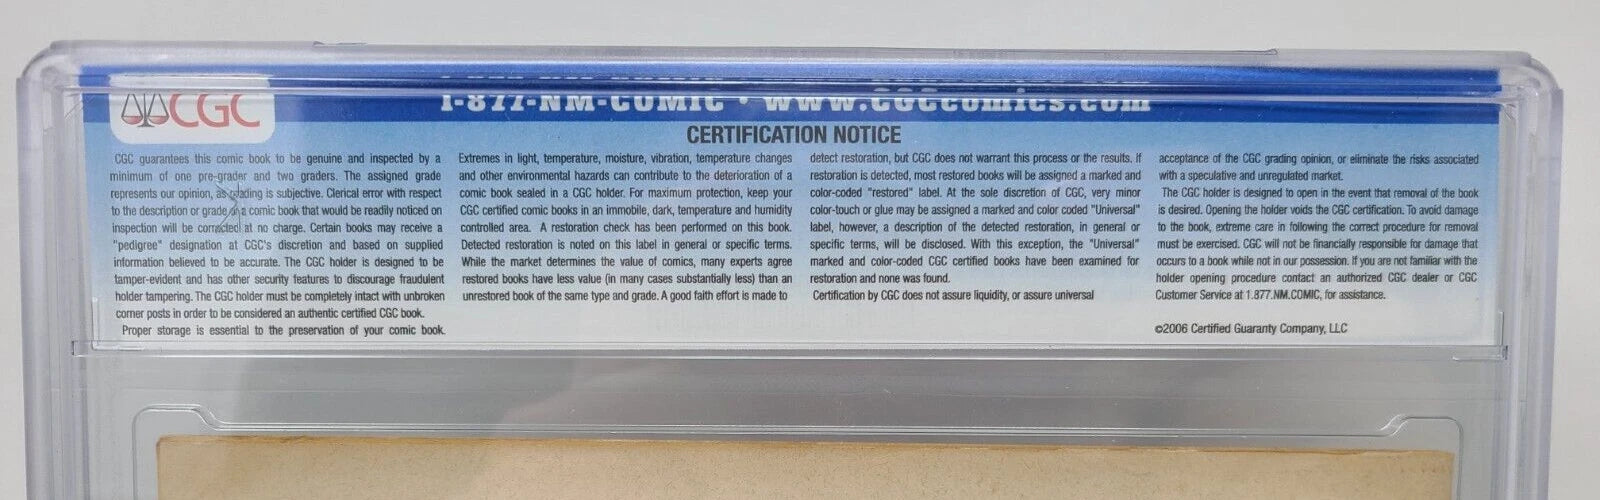 CGC
1-877-NM-COMIC • www.CGCcomics.com
CERTIFICATION NOTICE
CGC guarantees this comic book to be genuine and inspected by a
minimum of one pre-grader and two graders. The assigned grade
represents our opinion, as grading is subjective. Clerical error with respect
to the description or grade of a comic book that would be readily noticed on
inspection will be corrected at no charge. Certain books may receive a
"pedigree" designation at CGC's discretion and based on supplied
information believed to be accurate. The CGC holder is designed to be
tamper-evident and has other security features to discourage fraudulent
holder tampering. The CGC holder must be completely intact with unbroken
corner posts in order to be considered an authentic certified CGC book.
Proper storage is essential to the preservation of your comic book.
Extremes in light, temperature, moisture, vibration, temperature changes
and other environmental hazards can contribute to the deterioration of a
comic book sealed in a CGC holder. For maximum protection, keep your
CGC certified comic books in an immobile, dark, temperature and humidity
controlled area. A restoration check has been performed on this book.
Detected restoration is noted on this label in general or specific terms.
While the market determines the value of comics, many experts agree
restored books have less value (in many cases substantially less) than an
unrestored book of the same type and grade. A good faith effort is made to
detect restoration, but CGC does not warrant this process or the results. If
restoration is detected, most restored books will be assigned a marked and
color-coded "restored" label. At the sole discretion of CGC, very minor
color-touch or glue may be assigned a marked and color coded "Universal"
label, however, a description of the detected restoration, in general or
specific terms, will be disclosed. With this exception, the "Universal"
marked and color-coded CGC certified books have been examined for
restoration and none was found.
Certification by CGC does not assure liquidity, or assure universal
acceptance of the CGC grading opinion, or eliminate the risks associated
with a speculative and unregulated market.
The CGC holder is designed to open in the event that removal of the book
is desired. Opening the holder voids the CGC certification. To avoid damage
to the book, extreme care in following the correct procedure for removal
must be exercised. CGC will not be financially responsible for damage that
occurs to a book while not in our possession. If you are not familiar with the
holder opening procedure contact an authorized CGC dealer or CGC
Customer Service at 1.877.NM.COMIC, for assistance.
©2006 Certified Guaranty Company, LLC